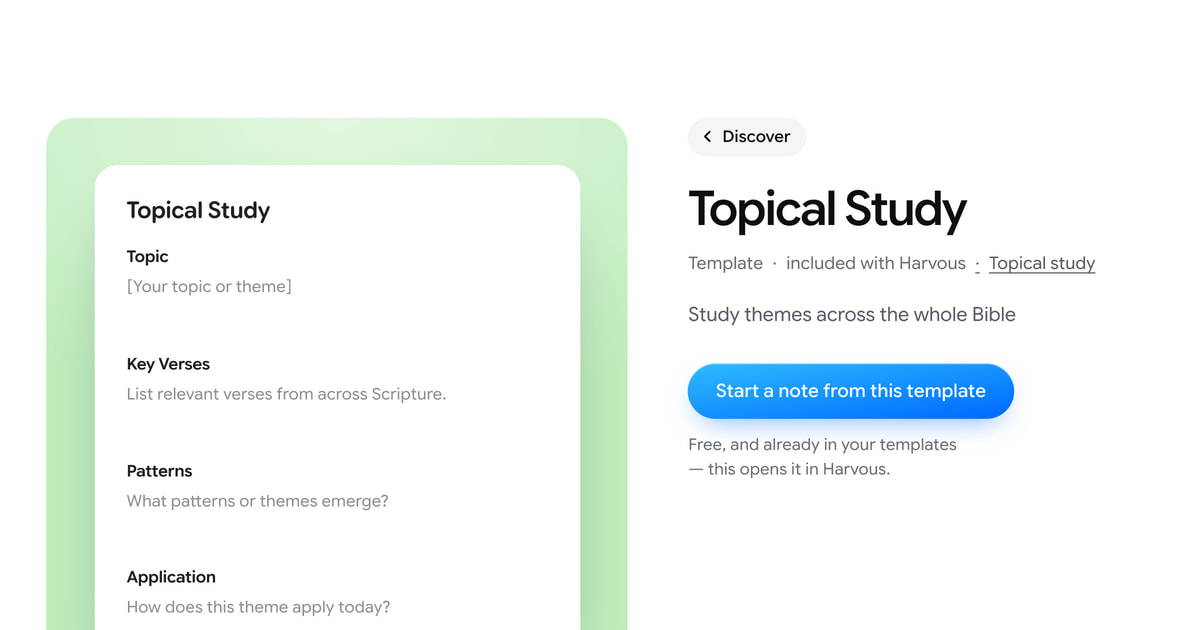 Topical Study
Topic
[Your topic or theme]
Key Verses
List relevant verses from across Scripture.
Patterns
What patterns or themes emerge?
Application
How does this theme apply today?
Discover
Topical Study
Template · included with Harvous · Topical study
Study themes across the whole Bible
Start a note from this template
Free, and already in your templates
— this opens it in Harvous.